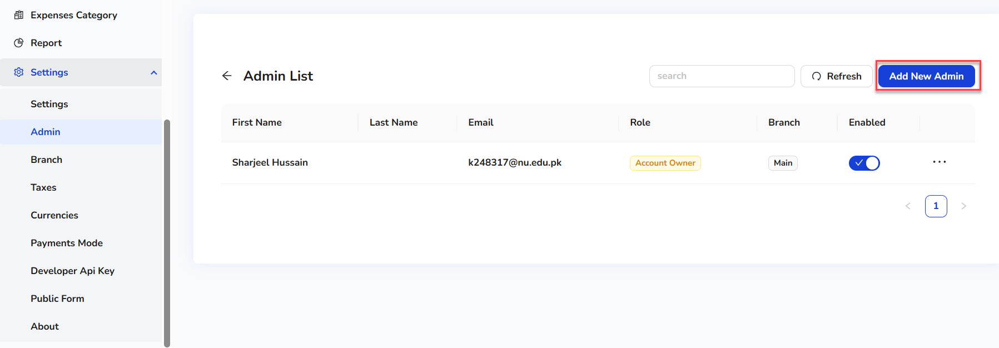 Expenses Category
Report
Settings
Settings
Admin
Branch
Taxes
Currencies
Payments Mode
Developer Api Key
Public Form
About
Admin List
search
Refresh
Add New Admin
First Name Last Name Email Role Branch Enabled
Sharjeel Hussain k248317@nu.edu.pk Account Owner Main
1